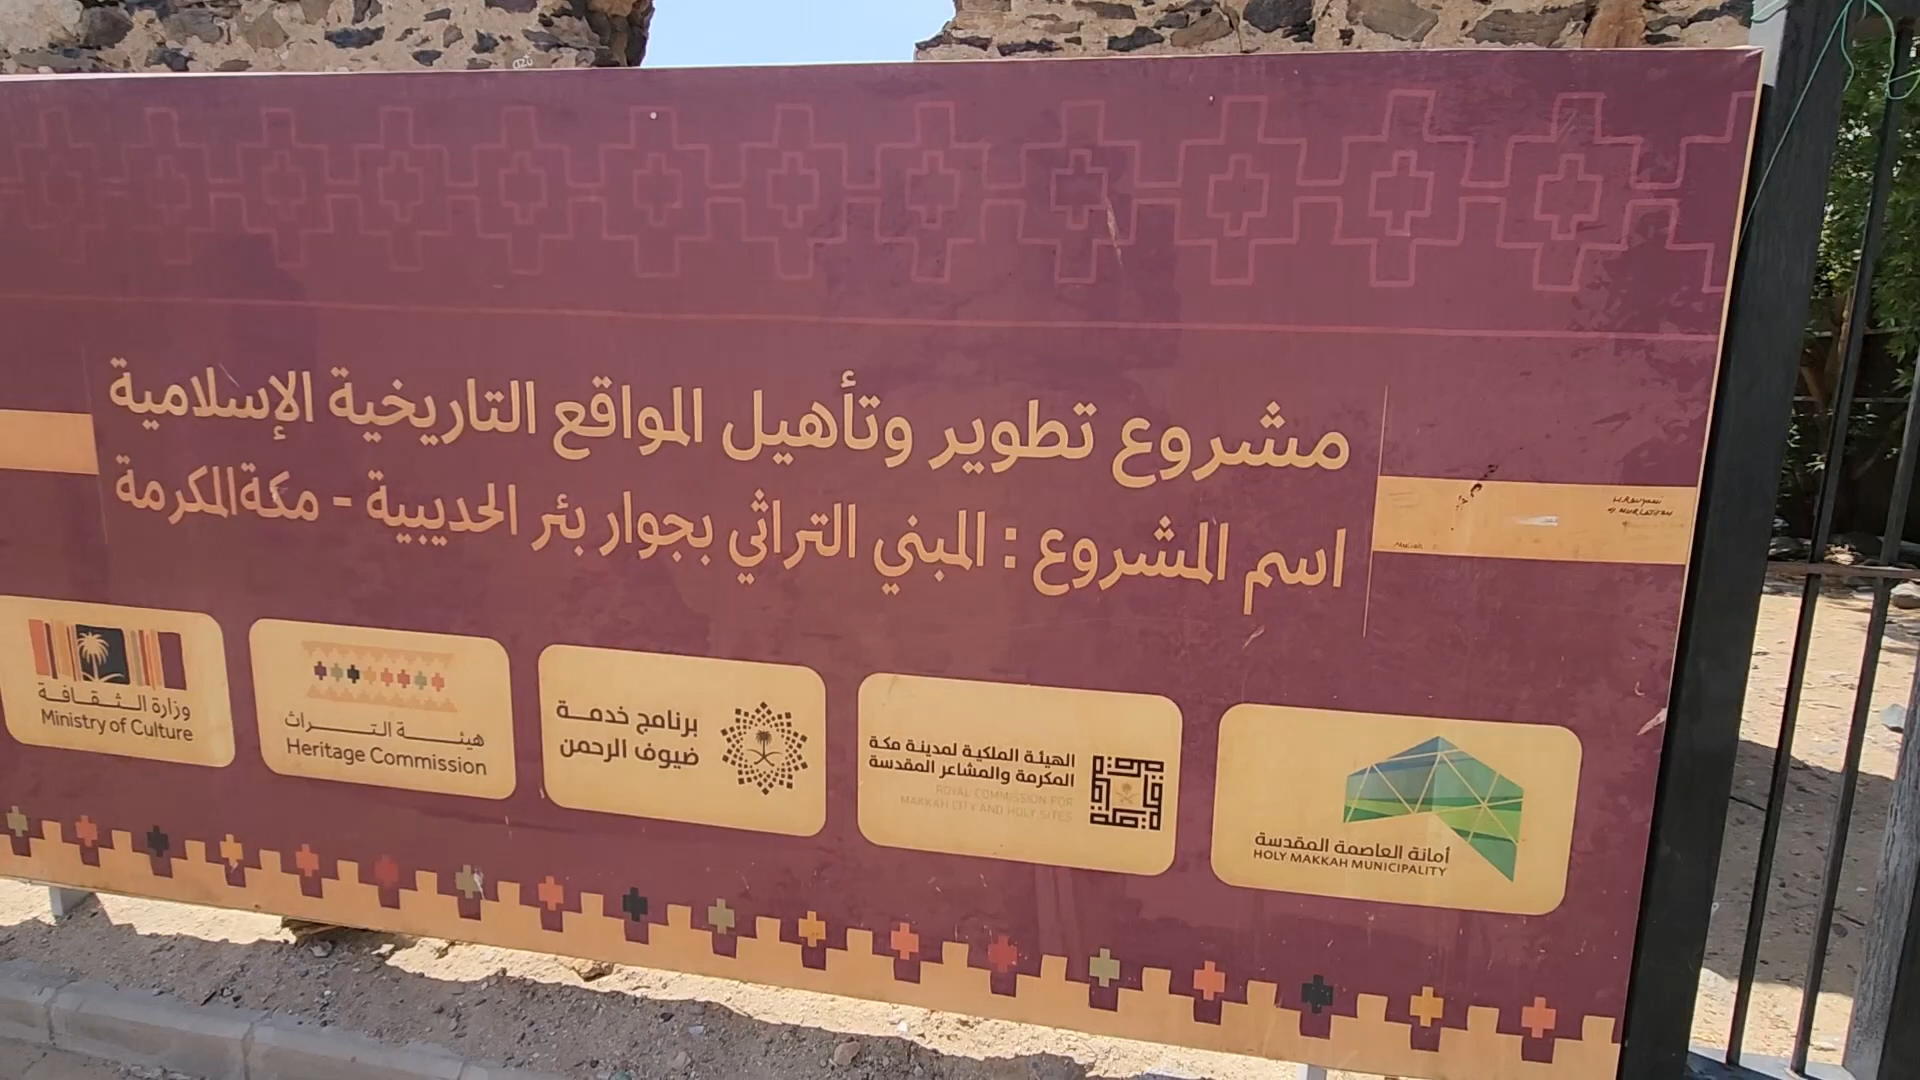 مشروع تطوير وتأهيل المواقع التاريخية الإسلامية
اسم المشروع : المبني التراثي بجوار بئر الحديبية - مكةالمكرمة
أمانة العاصمة المقدسة
HOLY MAKKAH MUNICIPALITY
الهيئة الملكية لمدينة مكة
المكرمة والمشاعر المقدسة
ROYAL COMMISSION FOR
MAKKAH CITY AND HOLY SITES
برنامج خدمة
ضيوف الرحمن
هيئة التراث
Heritage Commission
وزارة الثقافة
Ministry of Culture